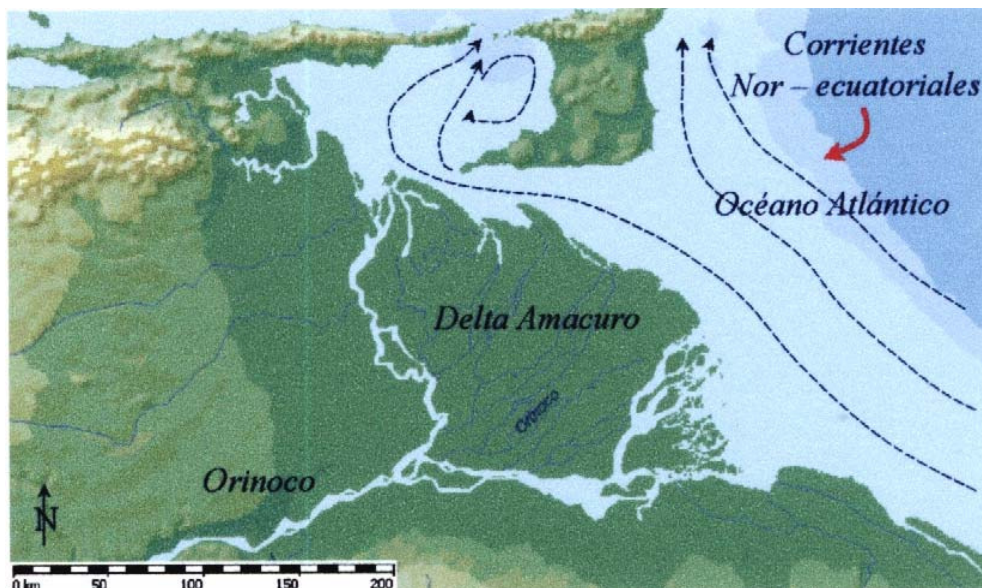 Corrientes
Nor – ecuatoriales
Océano Atlántico
Delta Amacuro
Orinoco
Orinoco
N
0 km 50 100 150 200